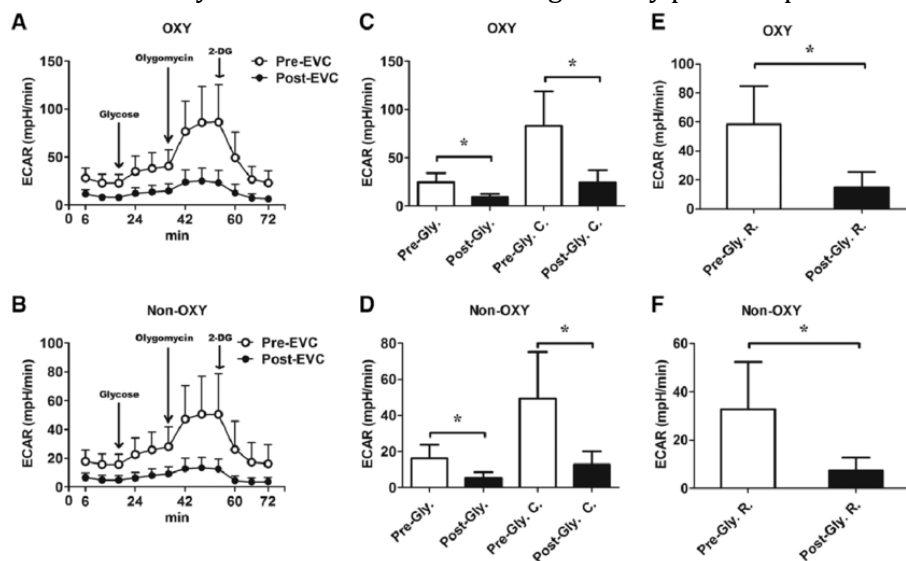 A
OXY
ECAR (mpH/min)
150
100
50
0
Glycose
Olygomycin
2-DG
Pre-EVC
Post-EVC
0 6 24 42 60 72
min
C
OXY
ECAR (mpH/min)
150
100
50
0
*
*
Pre-Gly.
Post-Gly.
Pre-Gly. C.
Post-Gly. C.
E
OXY
ECAR (mpH/min)
100
80
60
40
20
0
*
Pre-Gly. R.
Post-Gly. R.
B
Non-OXY
ECAR (mpH/min)
100
80
60
40
20
0
Glycose
Olygomycin
2-DG
Pre-EVC
Post-EVC
0 6 24 42 60 72
min
D
Non-OXY
ECAR (mpH/min)
80
60
40
20
0
*
*
Pre-Gly.
Post-Gly.
Pre-Gly. C.
Post-Gly. C.
F
Non-OXY
ECAR (mpH/min)
60
40
20
0
*
Pre-Gly. R.
Post-Gly. R.